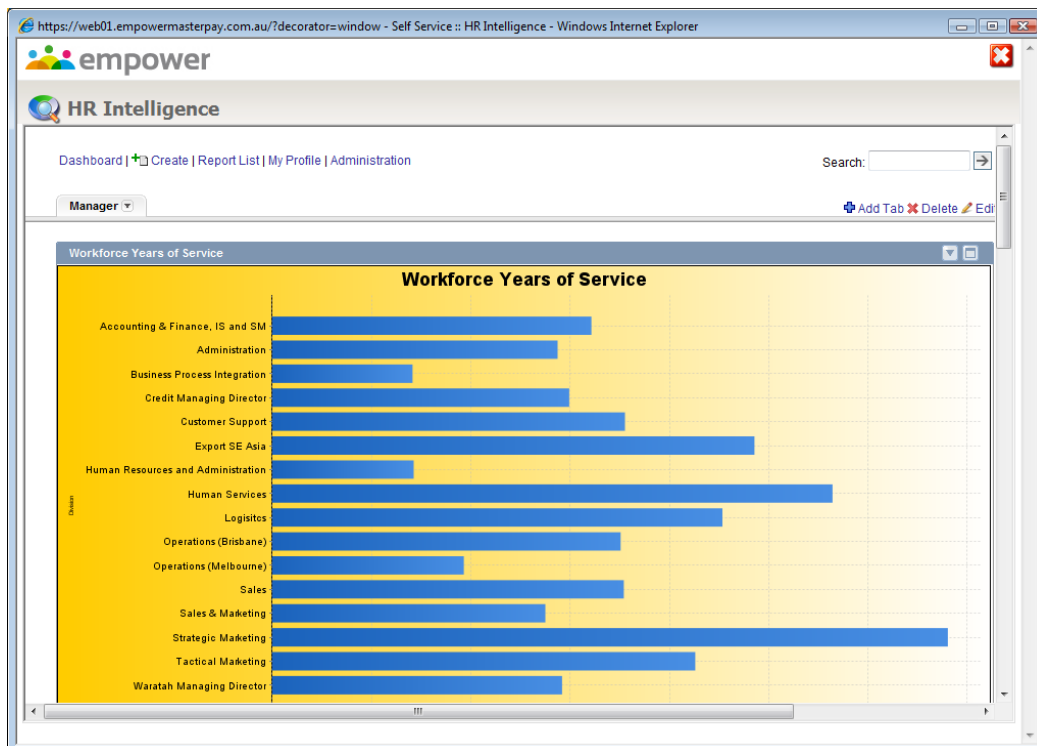 https://web01.empowermasterpay.com.au/?decorator=window - Self Service :: HR Intelligence - Windows Internet Explorer
empower
HR Intelligence
Dashboard | Create | Report List | My Profile | Administration
Search:
Manager
Add Tab Delete Edi
Workforce Years of Service
Workforce Years of Service
Accounting & Finance, IS and SM
Administration
Business Process Integration
Credit Managing Director
Customer Support
Export SE Asia
Human Resources and Administration
Human Services
Division
Logisitcs
Operations (Brisbane)
Operations (Melbourne)
Sales
Sales & Marketing
Strategic Marketing
Tactical Marketing
Waratah Managing Director